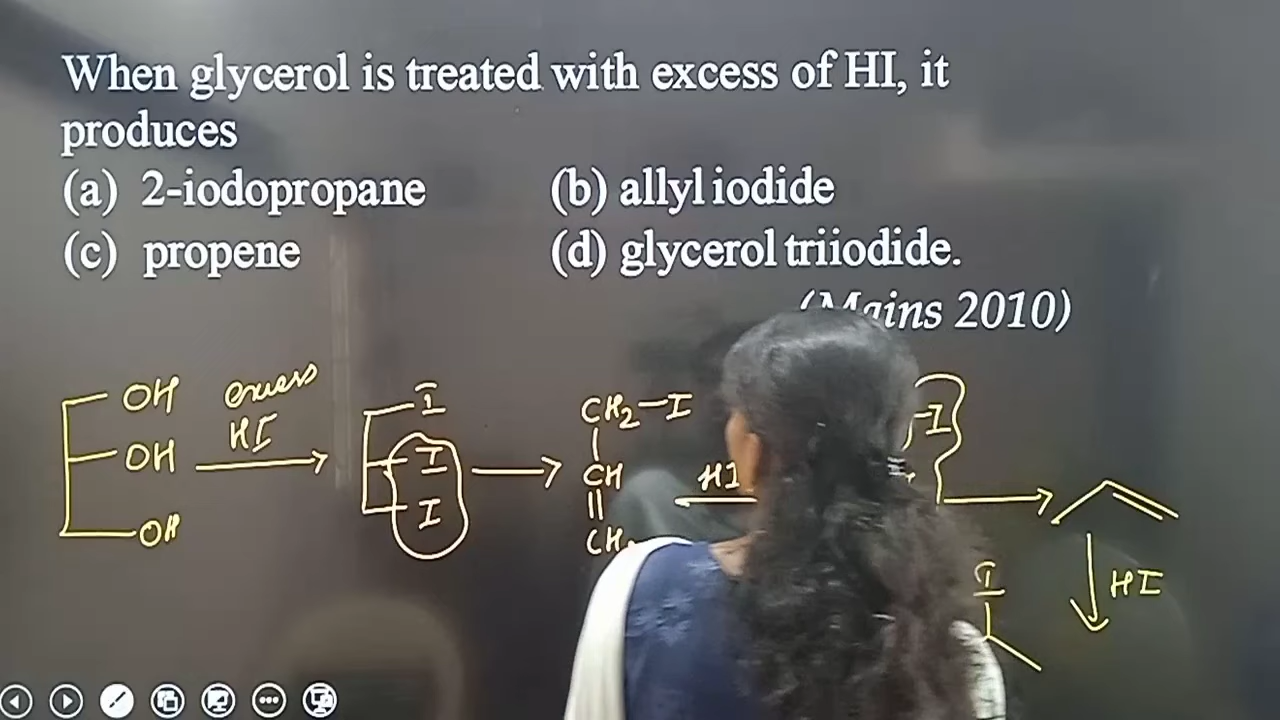 When glycerol is treated with excess of HI, it
produces
(a) 2-iodopropane (b) allyl iodide
(c) propene (d) glycerol triiodide.
(Mains 2010)
OH
OH
OH
excess
HI
I
I
I
CH2-I
CH
HI
I
HI
I